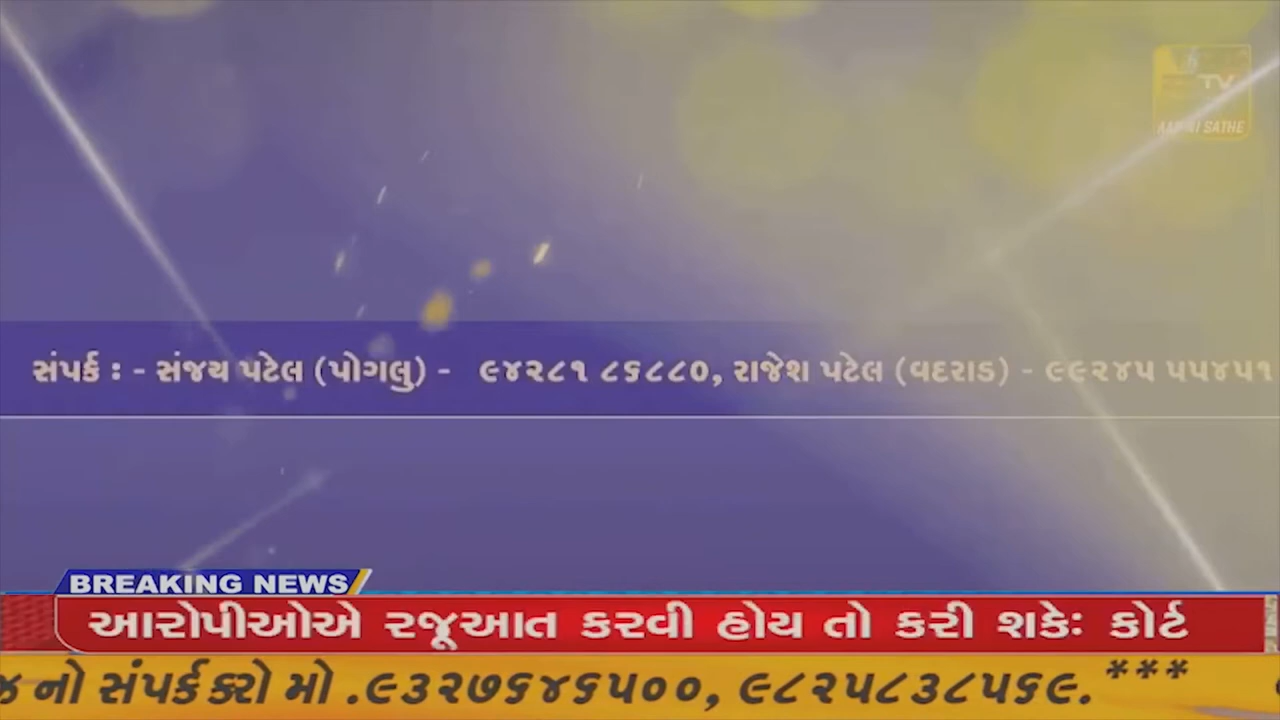 TV
SATHE
સંપર્ક : - સંજય પટેલ (પોગલુ) - ૯૪૨૮૧ ૮૬૮૮૦, રાજેશ પટેલ (વદરાડ) - ૯૯૨૪૫ ૫૫૪૫૧
BREAKING NEWS
આરોપીઓએ રજૂઆત કરવી હોય તો કરી શકેઃ કોર્ટ
નો સંપર્ક કરો મો .૯૩૨૭૬૪૬૫૦૦, ૯૮૨૫૮૩૮૫૬૯. ***